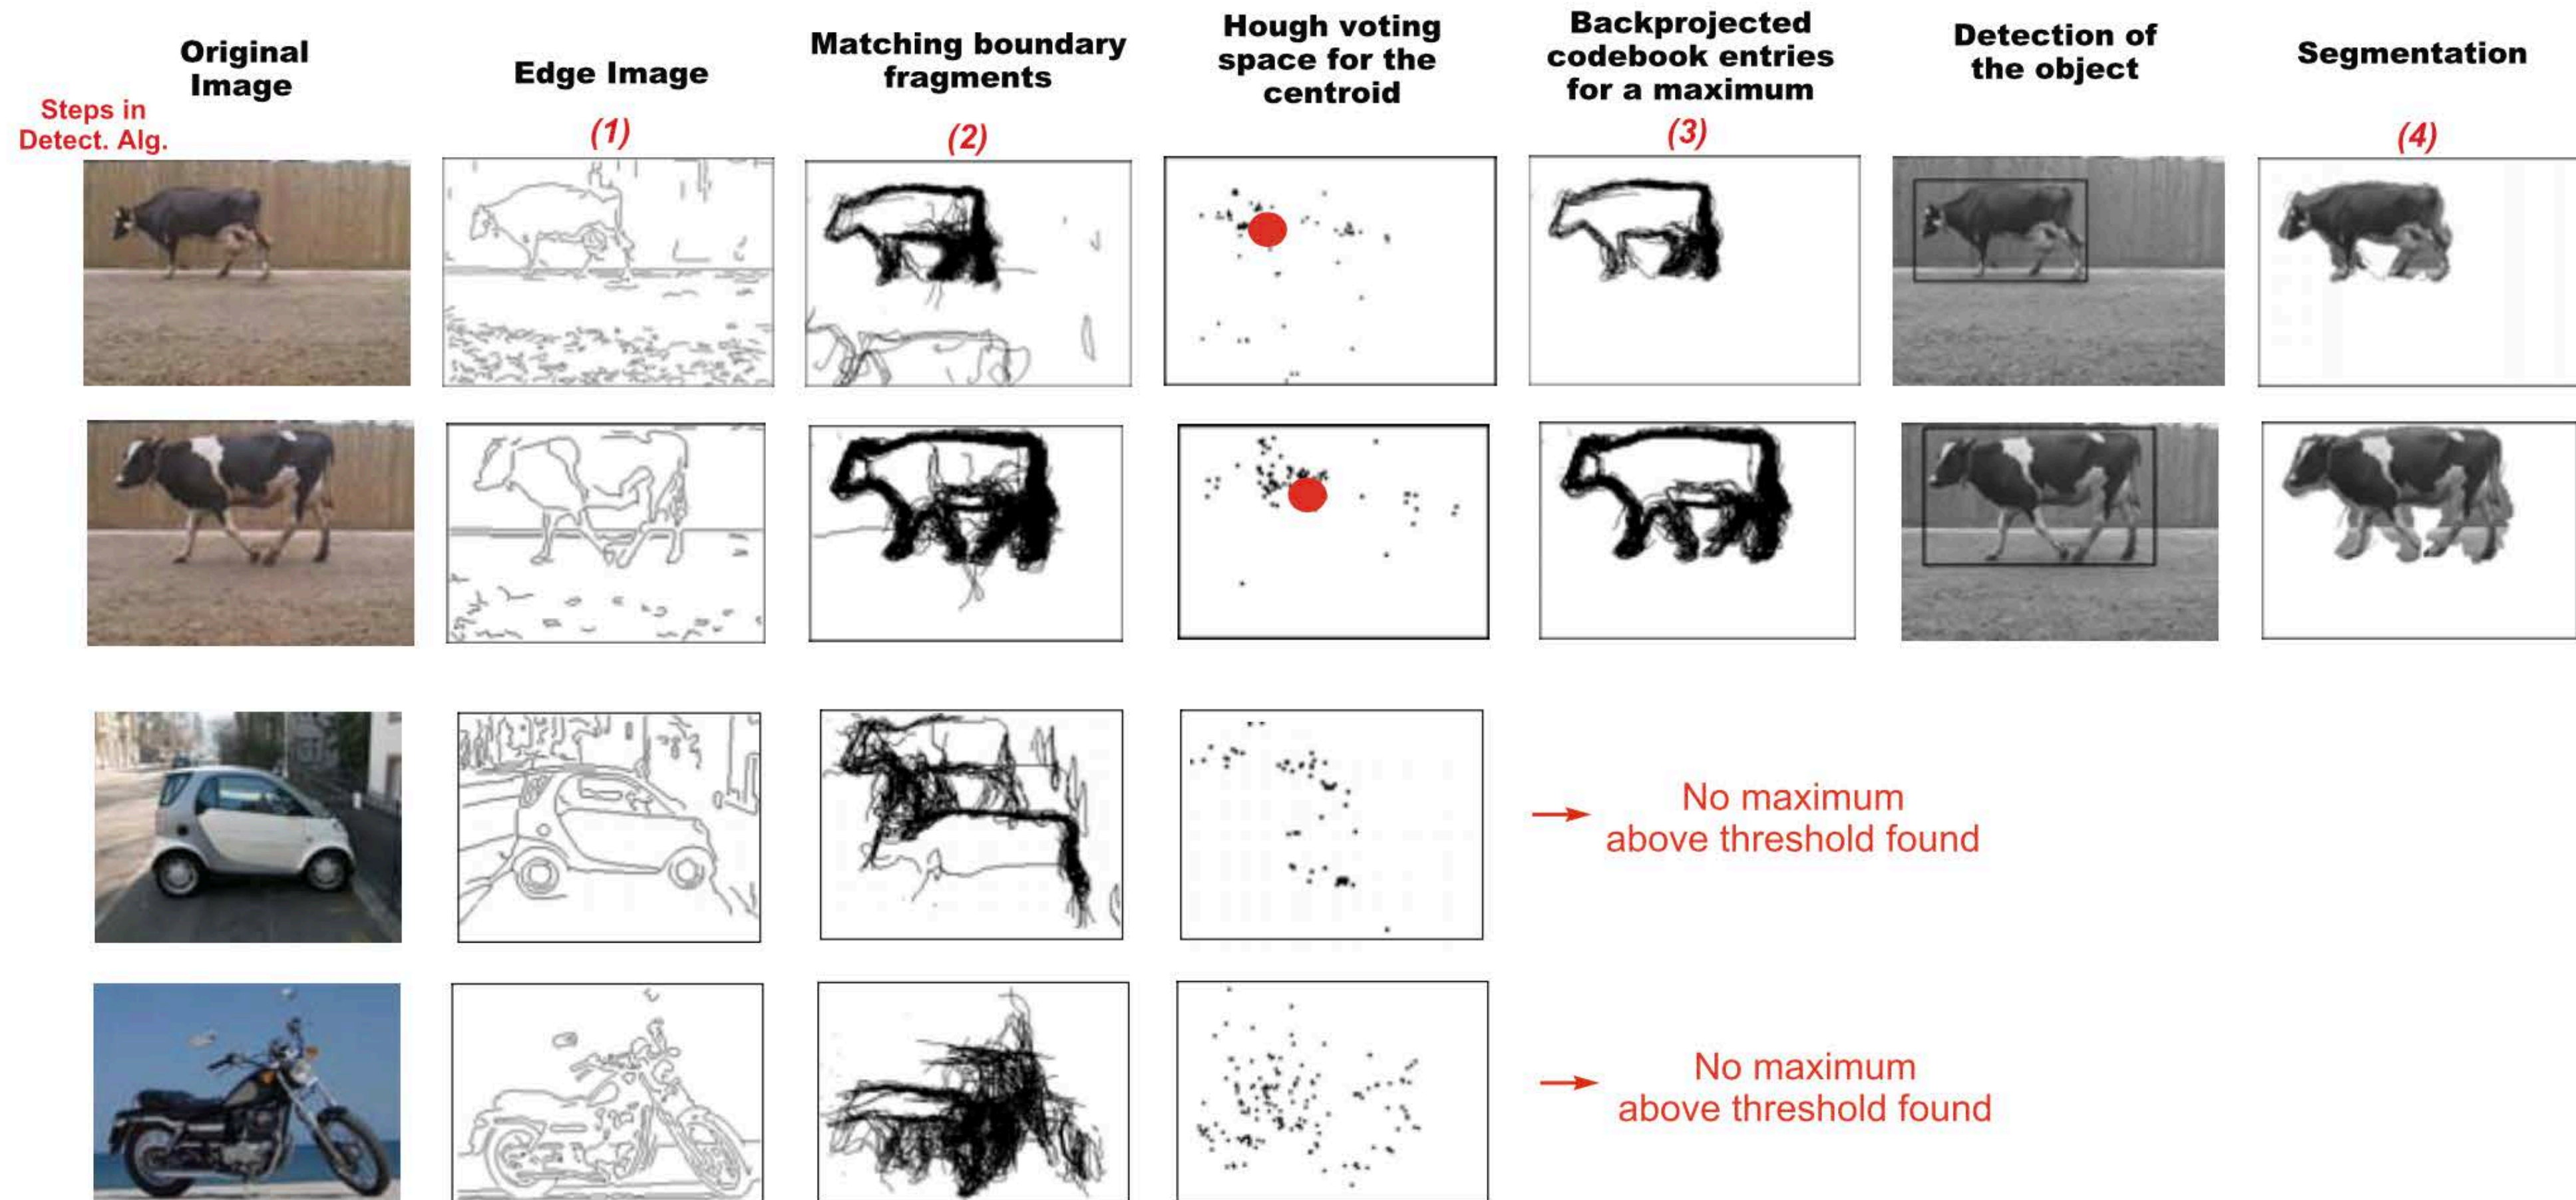 Original
Image
Edge Image
Matching boundary
fragments
Hough voting
space for the
centroid
Backprojected
codebook entries
for a maximum
Detection of
the object
Segmentation
Steps in
Detect. Alg.
(1)
(2)
(3)
(4)
No maximum
above threshold found
No maximum
above threshold found